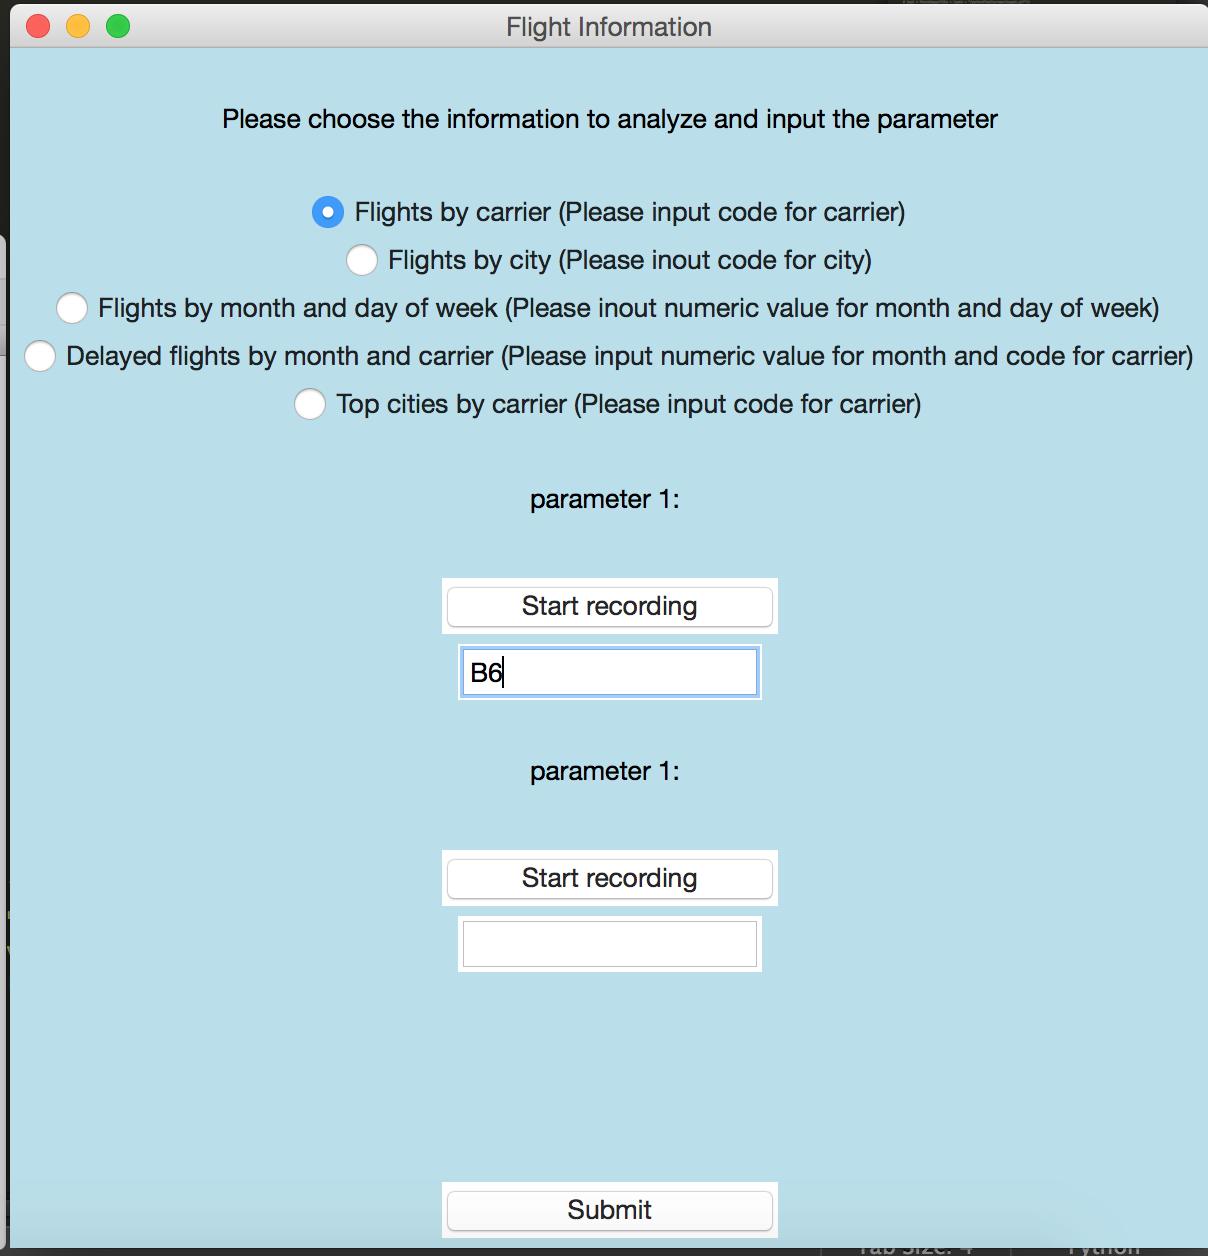 Flight Information
Please choose the information to analyze and input the parameter
Flights by carrier (Please input code for carrier)
Flights by city (Please inout code for city)
Flights by month and day of week (Please inout numeric value for month and day of week)
Delayed flights by month and carrier (Please input numeric value for month and code for carrier)
Top cities by carrier (Please input code for carrier)
parameter 1:
Start recording
B6
parameter 1:
Start recording
Submit
Tab Size: 4 Python